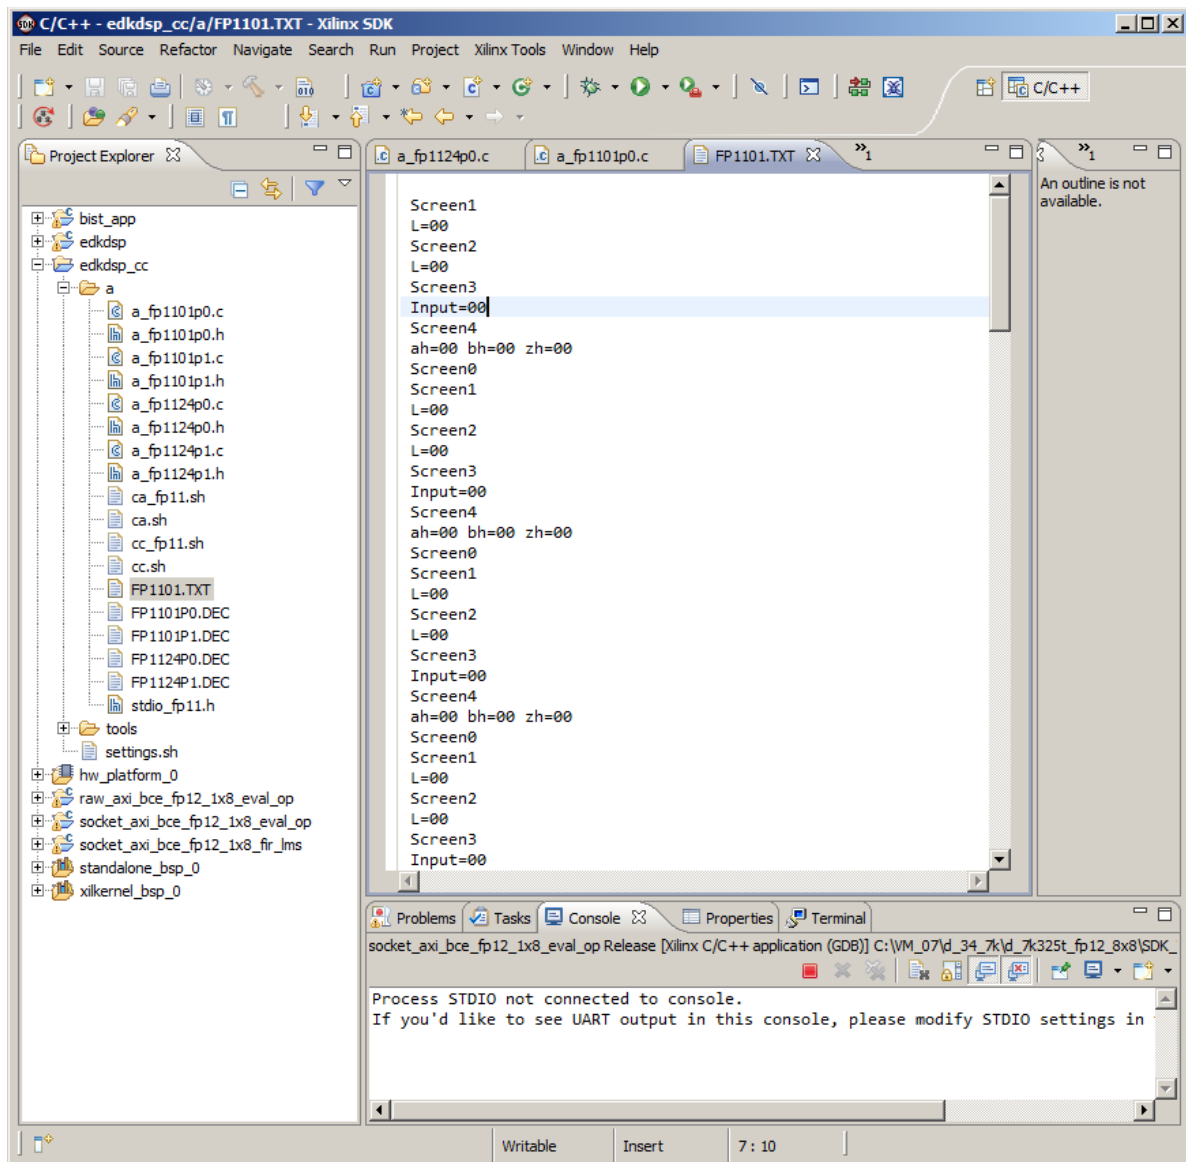 C/C++ - edkdsp_cc/a/FP1101.TXT - Xilinx SDK
File Edit Source Refactor Navigate Search Run Project Xilinx Tools Window Help
C/C++
Project Explorer
bist_app
edkdsp
edkdsp_cc
a
a_fp1101p0.c
a_fp1101p0.h
a_fp1101p1.c
a_fp1101p1.h
a_fp1124p0.c
a_fp1124p0.h
a_fp1124p1.c
a_fp1124p1.h
ca_fp11.sh
ca.sh
cc_fp11.sh
cc.sh
FP1101.TXT
FP1101P0.DEC
FP1101P1.DEC
FP1124P0.DEC
FP1124P1.DEC
stdio_fp11.h
tools
settings.sh
hw_platform_0
raw_axi_bce_fp12_1x8_eval_op
socket_axi_bce_fp12_1x8_eval_op
socket_axi_bce_fp12_1x8_fir_lms
standalone_bsp_0
xilkernel_bsp_0
a_fp1124p0.c a_fp1101p0.c FP1101.TXT »1
Screen1
L=00
Screen2
L=00
Screen3
Input=00
Screen4
ah=00 bh=00 zh=00
Screen0
Screen1
L=00
Screen2
L=00
Screen3
Input=00
Screen4
ah=00 bh=00 zh=00
Screen0
Screen1
L=00
Screen2
L=00
Screen3
Input=00
Screen4
ah=00 bh=00 zh=00
Screen0
Screen1
L=00
Screen2
L=00
Screen3
Input=00
»1
An outline is not
available.
Problems Tasks Console Properties Terminal
socket_axi_bce_fp12_1x8_eval_op Release [Xilinx C/C++ application (GDB)] C:\VM_07\d_34_7k\d_7k325t_fp12_8x8\SDK_
Process STDIO not connected to console.
If you'd like to see UART output in this console, please modify STDIO settings in
Writable Insert 7 : 10